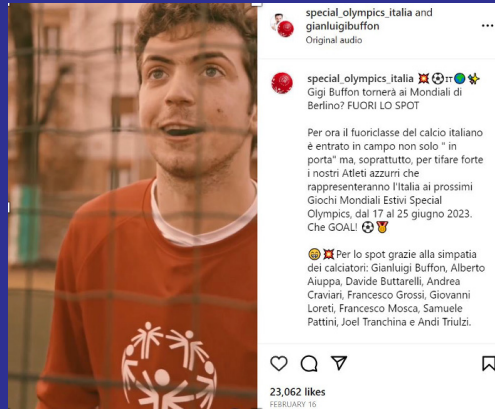 special_olympics_italia and
gianluigibuffon
Original audio
special_olympics_italia 💥⚽IT🌍✨
Gigi Buffon tornerà ai Mondiali di
Berlino? FUORI LO SPOT
Per ora il fuoriclasse del calcio italiano
è entrato in campo non solo " in
porta" ma, soprattutto, per tifare forte
i nostri Atleti azzurri che
rappresenteranno l'Italia ai prossimi
Giochi Mondiali Estivi Special
Olympics, dal 17 al 25 giugno 2023.
Che GOAL! ⚽🏅
😁💥Per lo spot grazie alla simpatia
dei calciatori: Gianluigi Buffon, Alberto
Aiuppa, Davide Buttarelli, Andrea
Craviari, Francesco Grossi, Giovanni
Loreti, Francesco Mosca, Samuele
Pattini, Joel Tranchina e Andi Triulzi.
23,062 likes
FEBRUARY 16